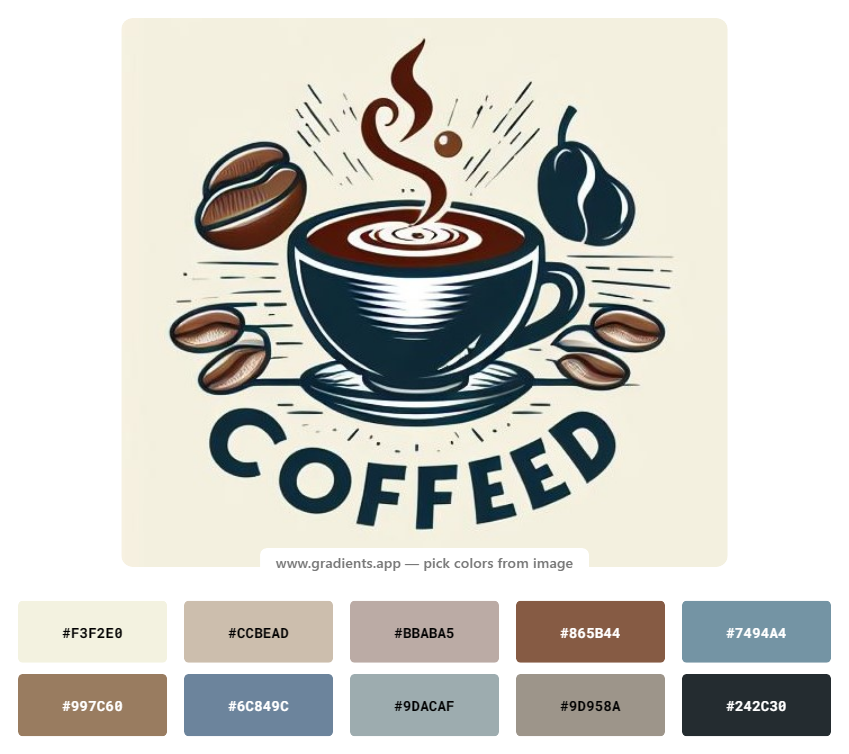 COFFEED
www.gradients.app — pick colors from image
#F3F2E0 #CCBEAD #BBABA5 #865B44 #7494A4
#997C60 #6C849C #9DACAF #9D958A #242C30